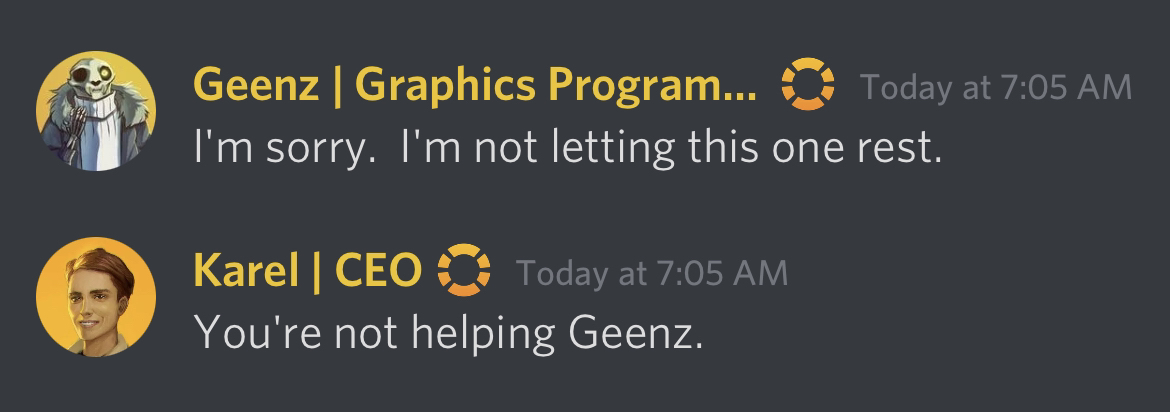 Geenz | Graphics Program... Today at 7:05 AM
I'm sorry.  I'm not letting this one rest.
Karel | CEO Today at 7:05 AM
You're not helping Geenz.